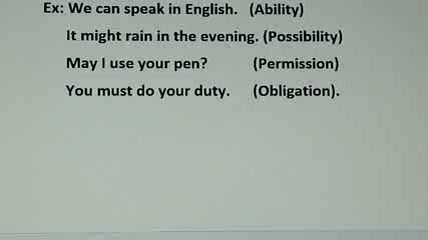 Ex: We can speak in English. (Ability)
It might rain in the evening. (Possibility)
May I use your pen? (Permission)
You must do your duty. (Obligation).